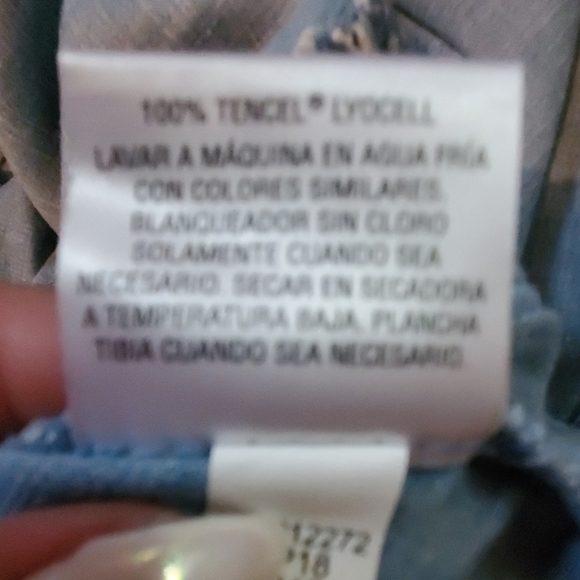 100% TENCEL® LYOCELL
LAVAR A MÁQUINA EN AGUA FRÍA
CON COLORES SIMILARES.
BLANQUEADOR SIN CLORO
SOLAMENTE CUANDO SEA
NECESARIO. SECAR EN SECADORA
A TEMPERATURA BAJA. PLANCHA
TIBIA CUANDO SEA NECESARIO.
12272
18